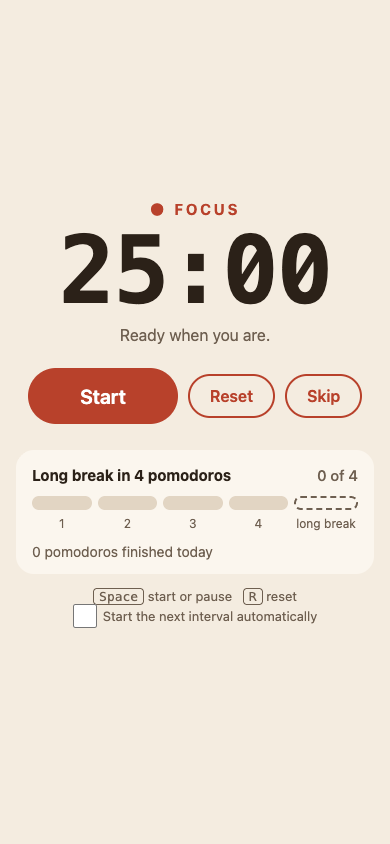 FOCUS
25:00
Ready when you are.
Start Reset Skip
Long break in 4 pomodoros 0 of 4
1 2 3 4 long break
0 pomodoros finished today
Space start or pause R reset
Start the next interval automatically